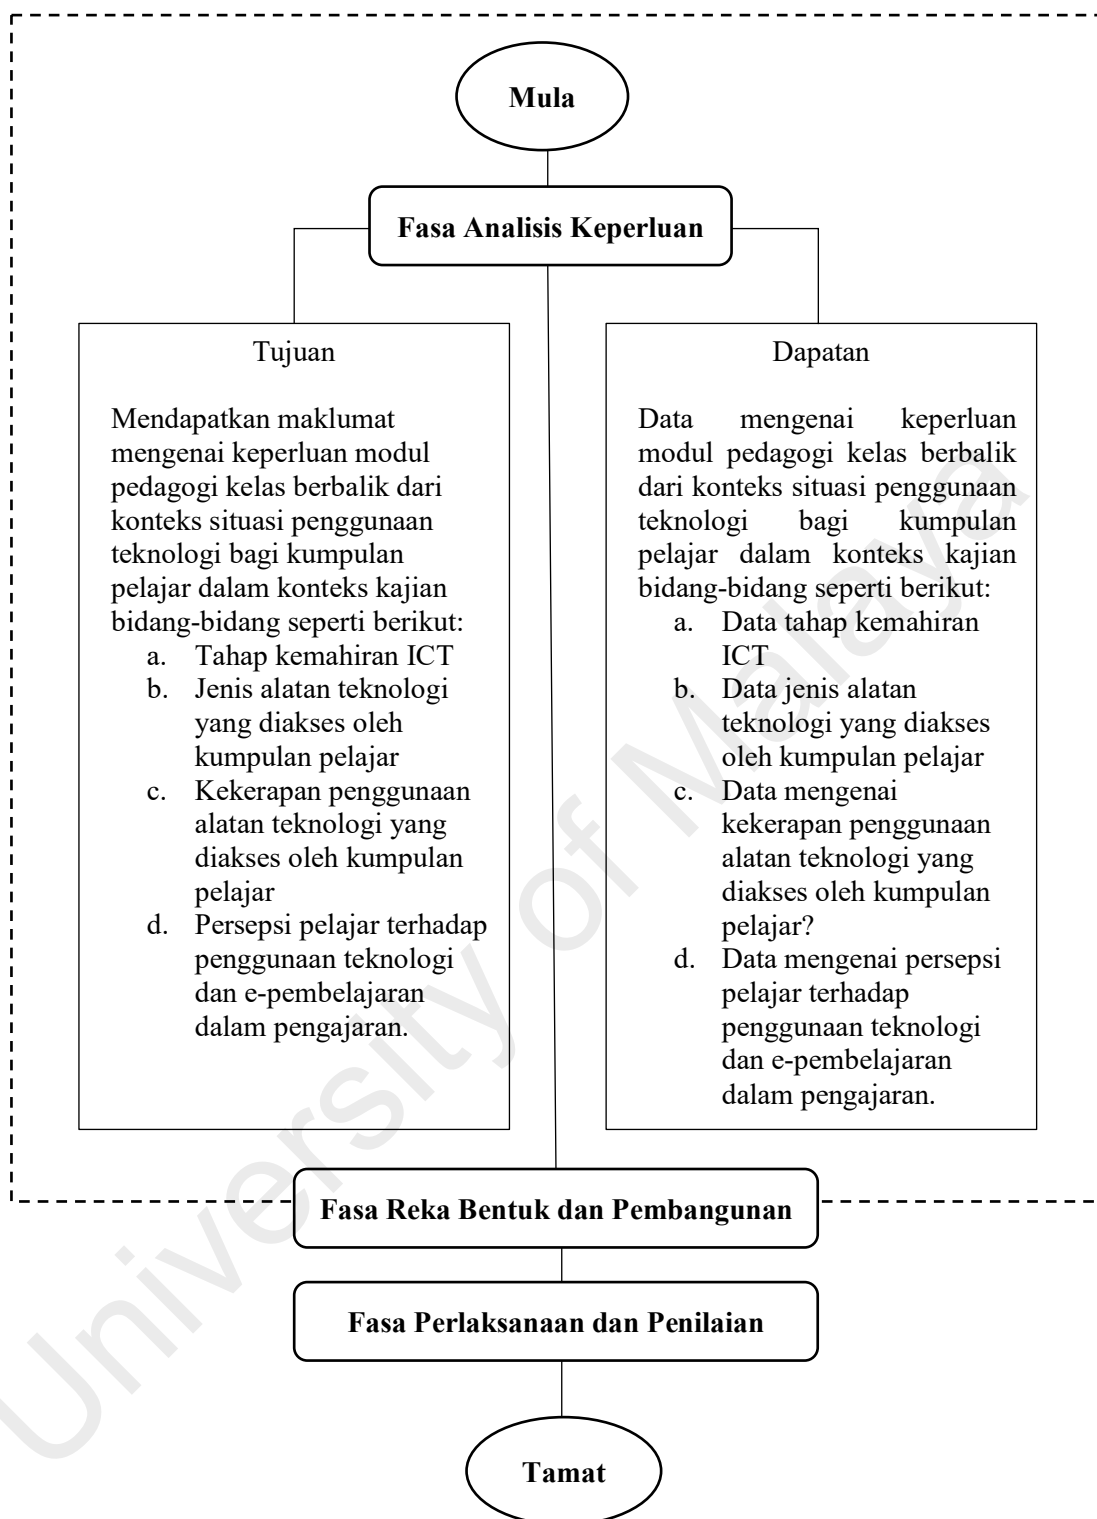 Mula
Fasa Analisis Keperluan
Tujuan
Mendapatkan maklumat
mengenai keperluan modul
pedagogi kelas berbalik dari
konteks situasi penggunaan
teknologi bagi kumpulan
pelajar dalam konteks kajian
bidang-bidang seperti berikut:
a. Tahap kemahiran ICT
b. Jenis alatan teknologi
yang diakses oleh
kumpulan pelajar
c. Kekerapan penggunaan
alatan teknologi yang
diakses oleh kumpulan
pelajar
d. Persepsi pelajar terhadap
penggunaan teknologi
dan e-pembelajaran
dalam pengajaran.
Dapatan
Data mengenai keperluan
modul pedagogi kelas berbalik
dari konteks situasi penggunaan
teknologi bagi kumpulan
pelajar dalam konteks kajian
bidang-bidang seperti berikut:
a. Data tahap kemahiran
ICT
b. Data jenis alatan
teknologi yang diakses
oleh kumpulan pelajar
c. Data mengenai
kekerapan penggunaan
alatan teknologi yang
diakses oleh kumpulan
pelajar?
d. Data mengenai persepsi
pelajar terhadap
penggunaan teknologi
dan e-pembelajaran
dalam pengajaran.
Fasa Reka Bentuk dan Pembangunan
Fasa Perlaksanaan dan Penilaian
Tamat
University of Malaya